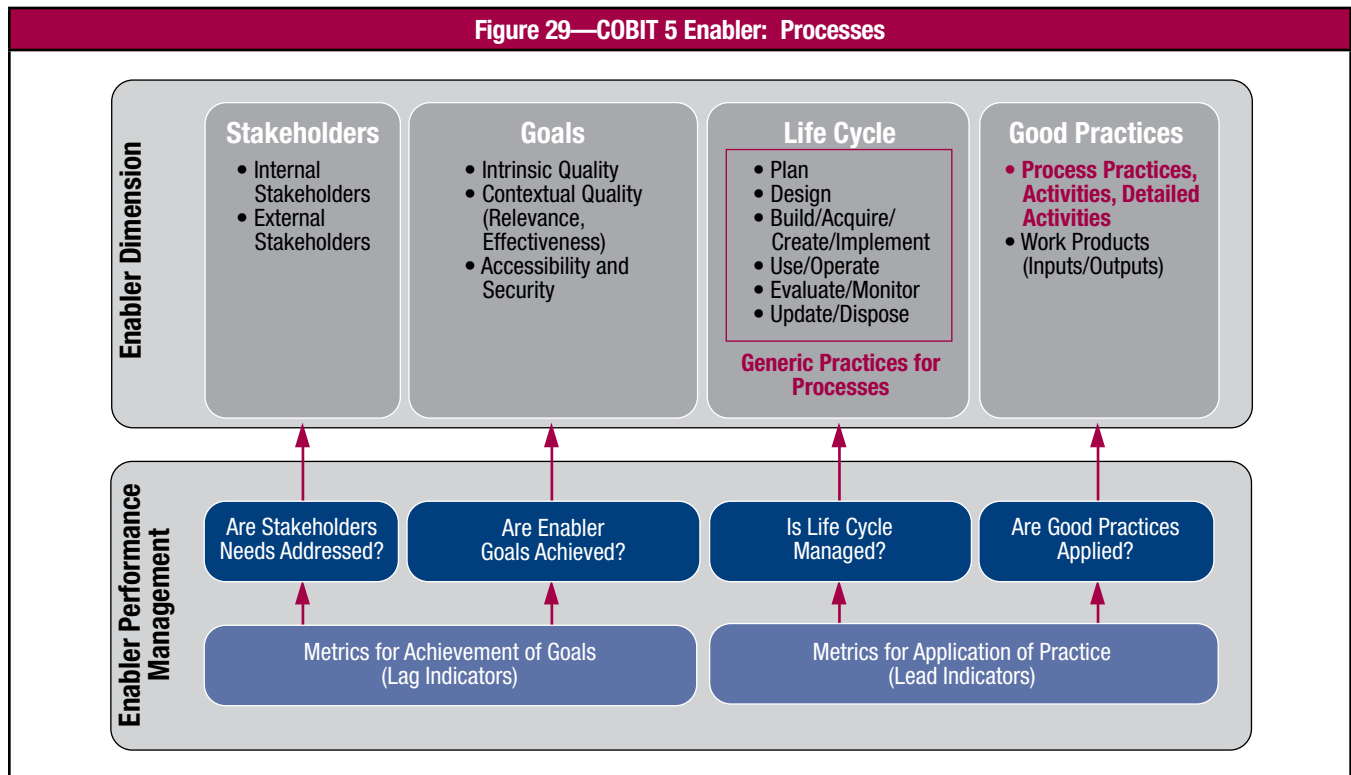 Figure 29—COBIT 5 Enabler: Processes
Enabler Dimension
Stakeholders
• Internal
Stakeholders
• External
Stakeholders
Goals
• Intrinsic Quality
• Contextual Quality
(Relevance,
Effectiveness)
• Accessibility and
Security
Life Cycle
• Plan
• Design
• Build/Acquire/
Create/Implement
• Use/Operate
• Evaluate/Monitor
• Update/Dispose
Generic Practices for
Processes
Good Practices
• Process Practices,
Activities, Detailed
Activities
• Work Products
(Inputs/Outputs)
Enabler Performance
Management
Are Stakeholders
Needs Addressed?
Are Enabler
Goals Achieved?
Is Life Cycle
Managed?
Are Good Practices
Applied?
Metrics for Achievement of Goals
(Lag Indicators)
Metrics for Application of Practice
(Lead Indicators)